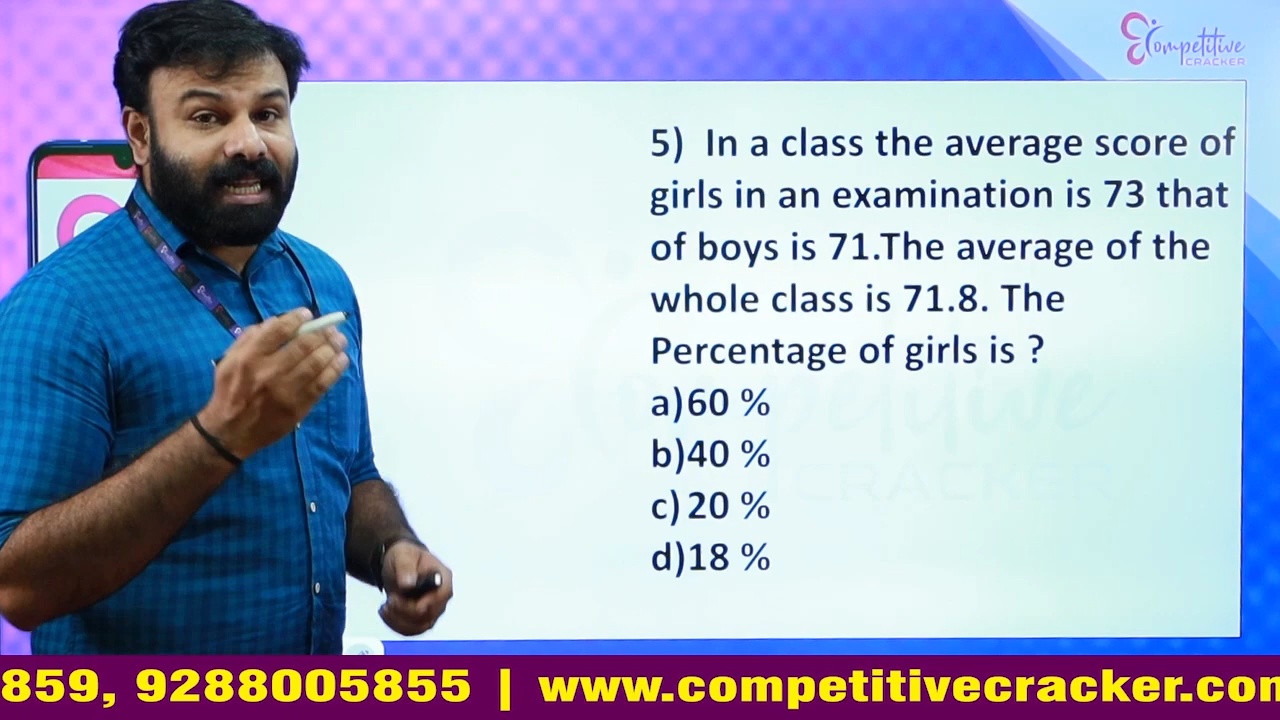 Competitive
CRACKER
5) In a class the average score of
girls in an examination is 73 that
of boys is 71.The average of the
whole class is 71.8. The
Percentage of girls is ?
a)60 %
b)40 %
c)20 %
d)18 %
859, 9288005855 | www.competitivecracker.com